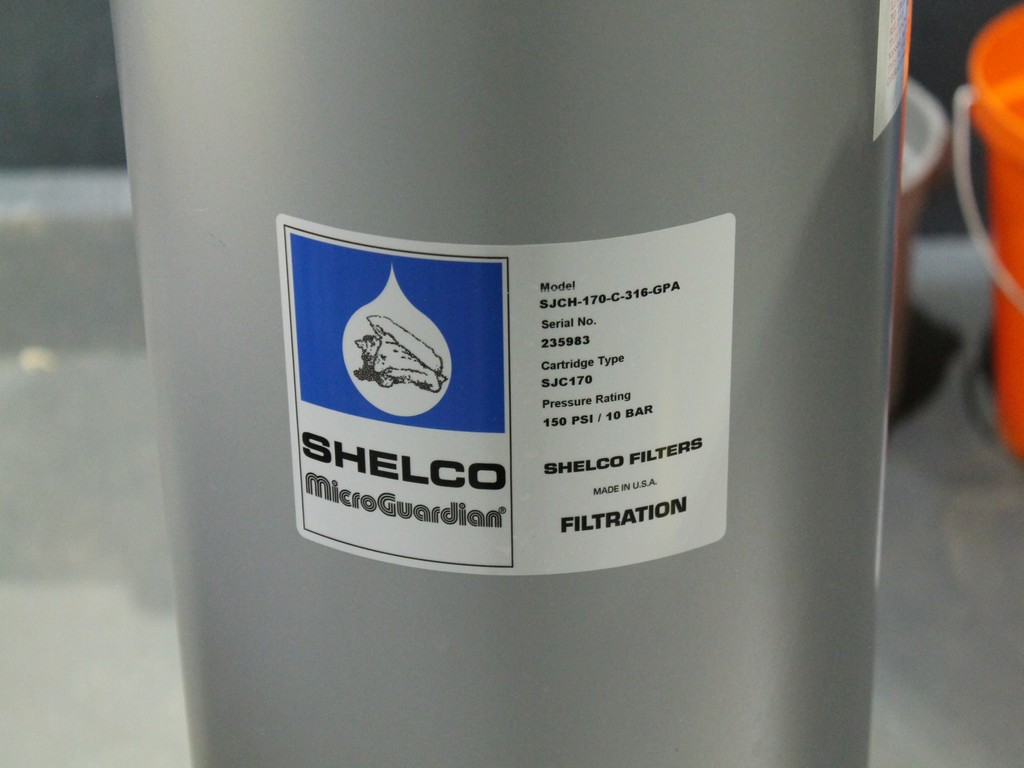 SHELCO
MicroGuardian®
Model
SJCH-170-C-316-GPA
Serial No.
235983
Cartridge Type
SJC170
Pressure Rating
150 PSI / 10 BAR
SHELCO FILTERS
MADE IN U.S.A.
FILTRATION